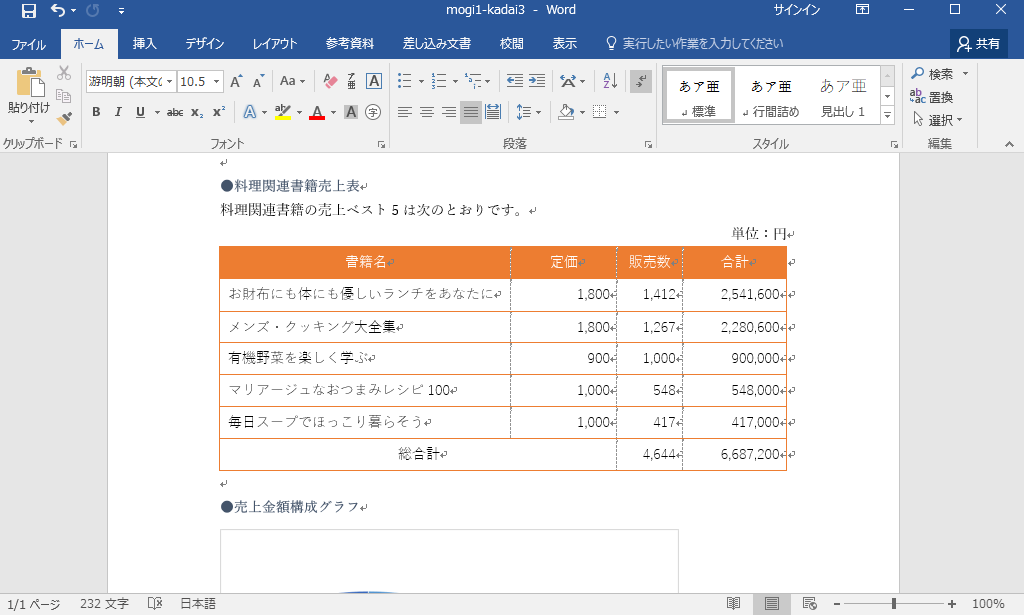 mogi1-kadai3 - Word
サインイン
ファイル ホーム 挿入 デザイン レイアウト 参考資料 差し込み文書 校閲 表示 実行したい作業を入力してください 共有
貼り付け
游明朝 (本文の 10.5 A A Aa ア亜 A
B I U abc x₂ x² A ab A A 字
あア亜 標準
あア亜 行間詰め
あア亜 見出し 1
検索
置換
選択
クリップボード フォント 段落 スタイル 編集
●料理関連書籍売上表
料理関連書籍の売上ベスト 5 は次のとおりです。
単位：円
書籍名 定価 販売数 合計
お財布にも体にも優しいランチをあなたに 1,800 1,412 2,541,600
メンズ・クッキング大全集 1,800 1,267 2,280,600
有機野菜を楽しく学ぶ 900 1,000 900,000
マリアージュなおつまみレシピ 100 1,000 548 548,000
毎日スープでほっこり暮らそう 1,000 417 417,000
総合計 4,644 6,687,200
●売上金額構成グラフ
1/1 ページ 232 文字 日本語 100%